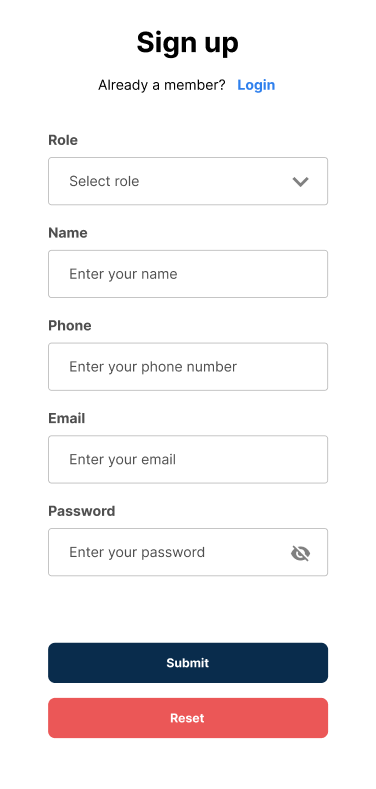 Sign up
Already a member? Login
Role
Select role
Name
Enter your name
Phone
Enter your phone number
Email
Enter your email
Password
Enter your password
Submit
Reset